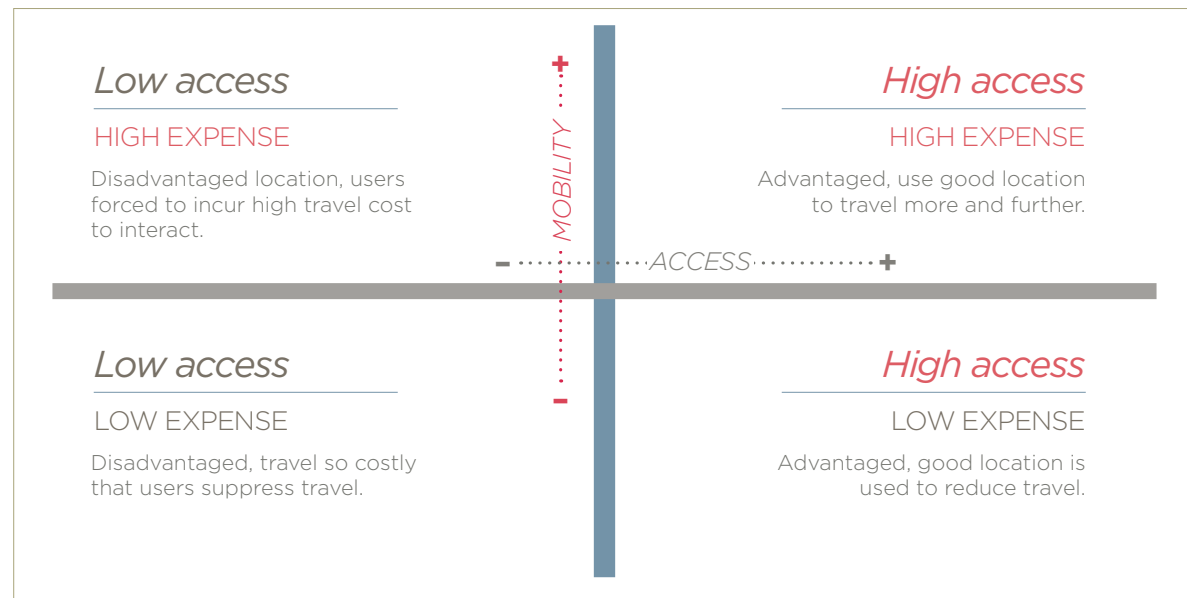 Low access
HIGH EXPENSE
Disadvantaged location, users
forced to incur high travel cost
to interact.
+
MOBILITY
-
High access
HIGH EXPENSE
Advantaged, use good location
to travel more and further.
- ACCESS +
Low access
LOW EXPENSE
Disadvantaged, travel so costly
that users suppress travel.
High access
LOW EXPENSE
Advantaged, good location is
used to reduce travel.